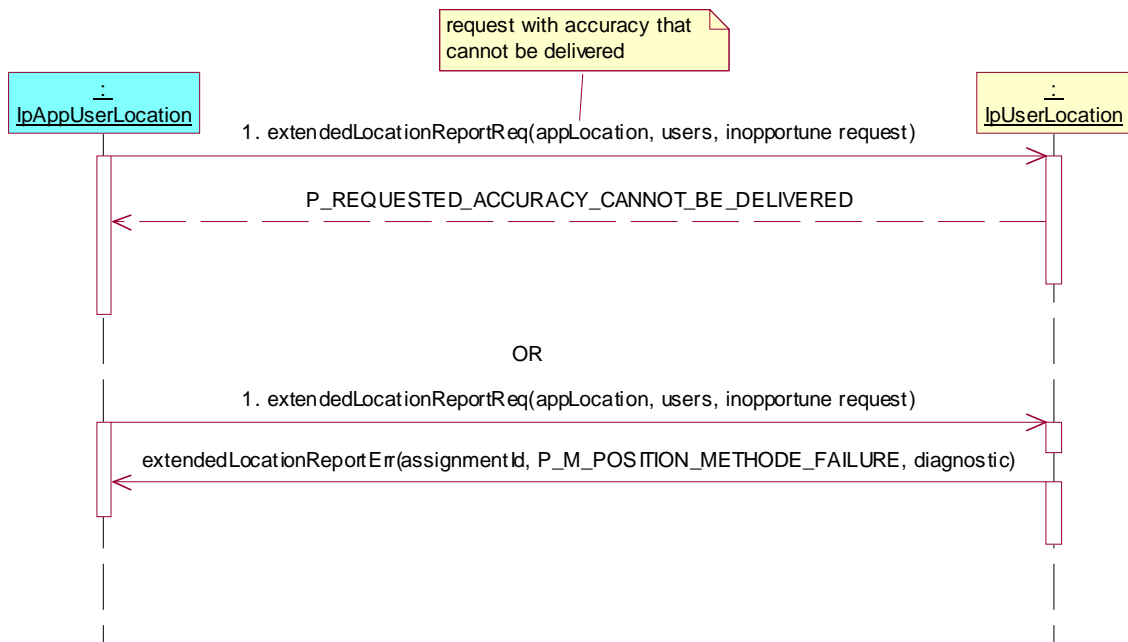 request with accuracy that
cannot be delivered
:
IpAppUserLocation
:
IpUserLocation
1. extendedLocationReportReq(appLocation, users, inopportune request)
P_REQUESTED_ACCURACY_CANNOT_BE_DELIVERED
OR
1. extendedLocationReportReq(appLocation, users, inopportune request)
extendedLocationReportErr(assignmentId, P_M_POSITION_METHODE_FAILURE, diagnostic)